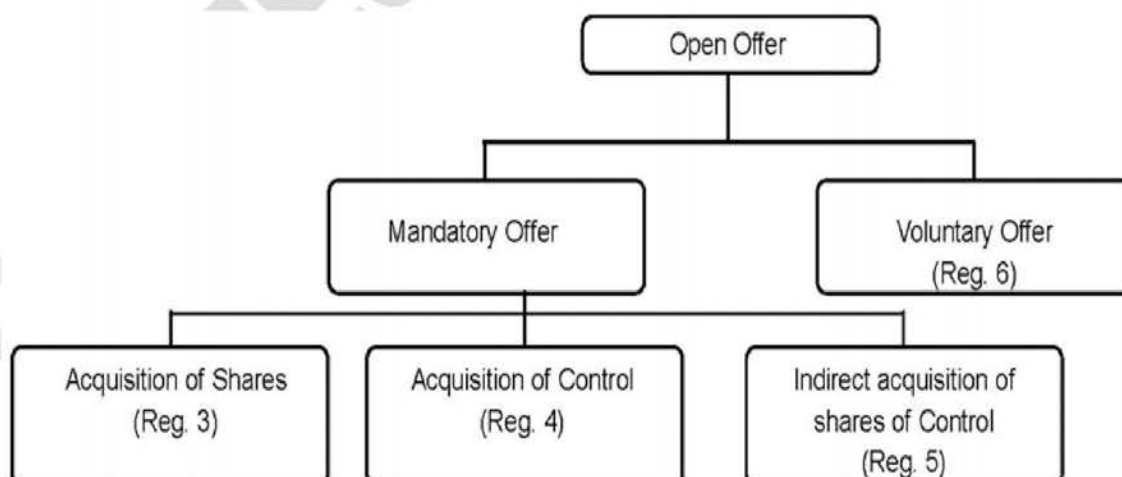 Open Offer
Mandatory Offer
Voluntary Offer
(Reg. 6)
Acquisition of Shares
(Reg. 3)
Acquisition of Control
(Reg. 4)
Indirect acquisition of
shares of Control
(Reg. 5)